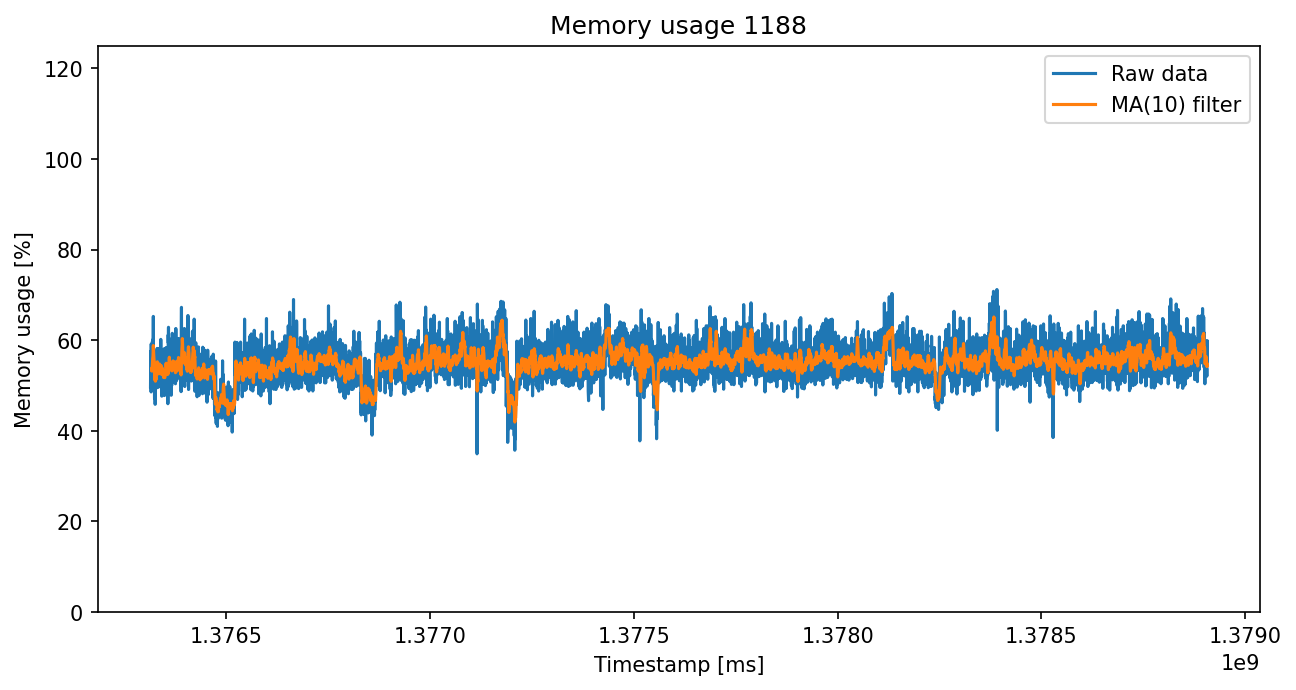 Memory usage 1188
Raw data
MA(10) filter
Memory usage [%]
120
100
80
60
40
20
0
1.3765 1.3770 1.3775 1.3780 1.3785 1.3790
1e9
Timestamp [ms]